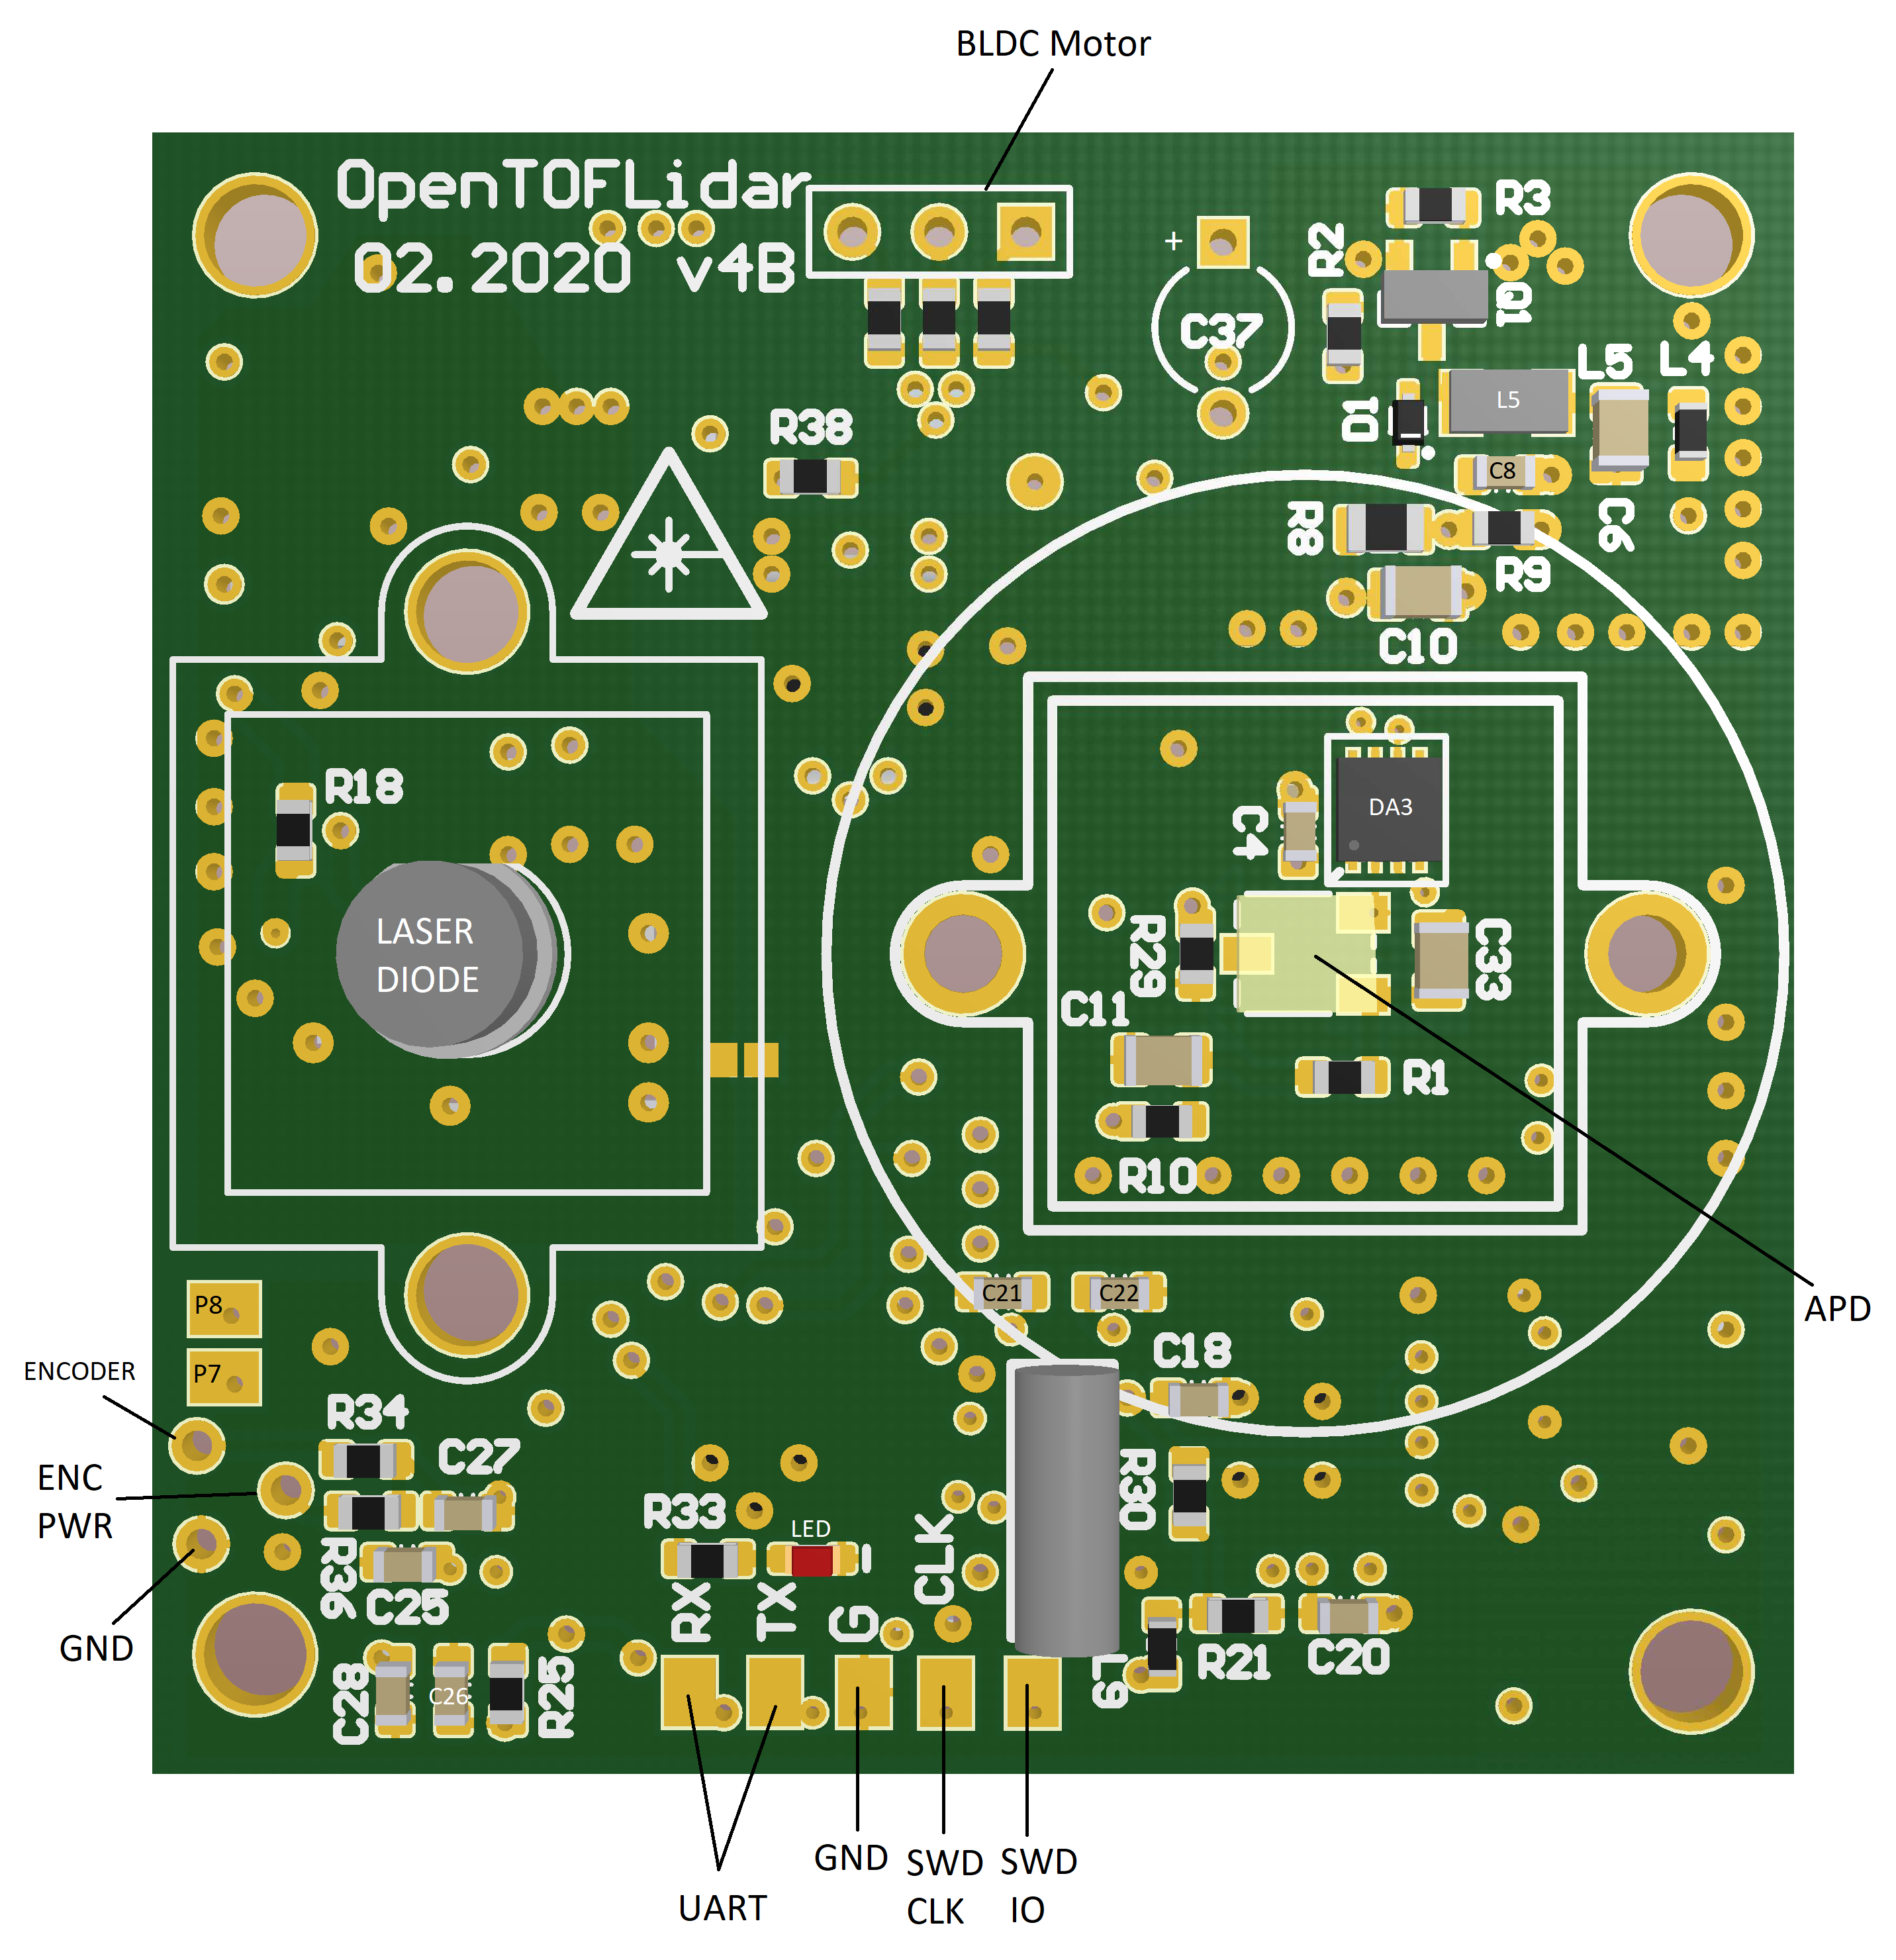 BLDC Motor
OpenTOFLidar
02.2020 v4B
R3
R2
+
Q1
C37
L5
L4
L5
D1
R38
C8
R8
C6
R9
C10
R18
DA3
C4
LASER
DIODE
R29
C33
C11
R1
R10
APD
P8
C21
C22
P7
ENCODER
C18
R34
C27
ENC
PWR
R30
R33
LED
CLK
R36
C25
RX
TX
G
GND
R21
C20
L9
C28
C26
R25
GND
SWD
CLK
SWD
IO
UART